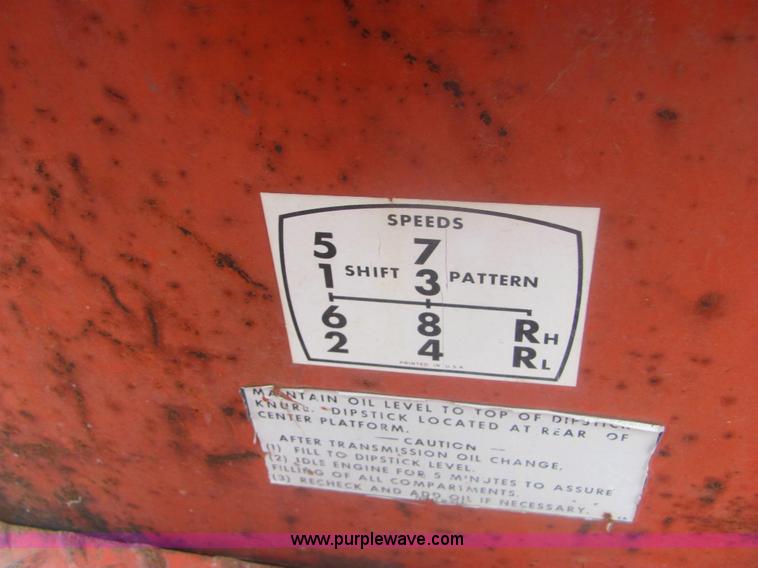 SPEEDS
5 7
1 SHIFT 3 PATTERN
6 8 RH
2 4 RL
PRINTED IN U.S.A.
MAINTAIN OIL LEVEL TO TOP OF DIPSTICK
KNURL. DIPSTICK LOCATED AT REAR OF
CENTER PLATFORM.
— CAUTION —
AFTER TRANSMISSION OIL CHANGE,
(1) FILL TO DIPSTICK LEVEL.
(2) IDLE ENGINE FOR 5 MINUTES TO ASSURE
FILLING OF ALL COMPARTMENTS.
(3) RECHECK AND ADD OIL IF NECESSARY.
www.purplewave.com